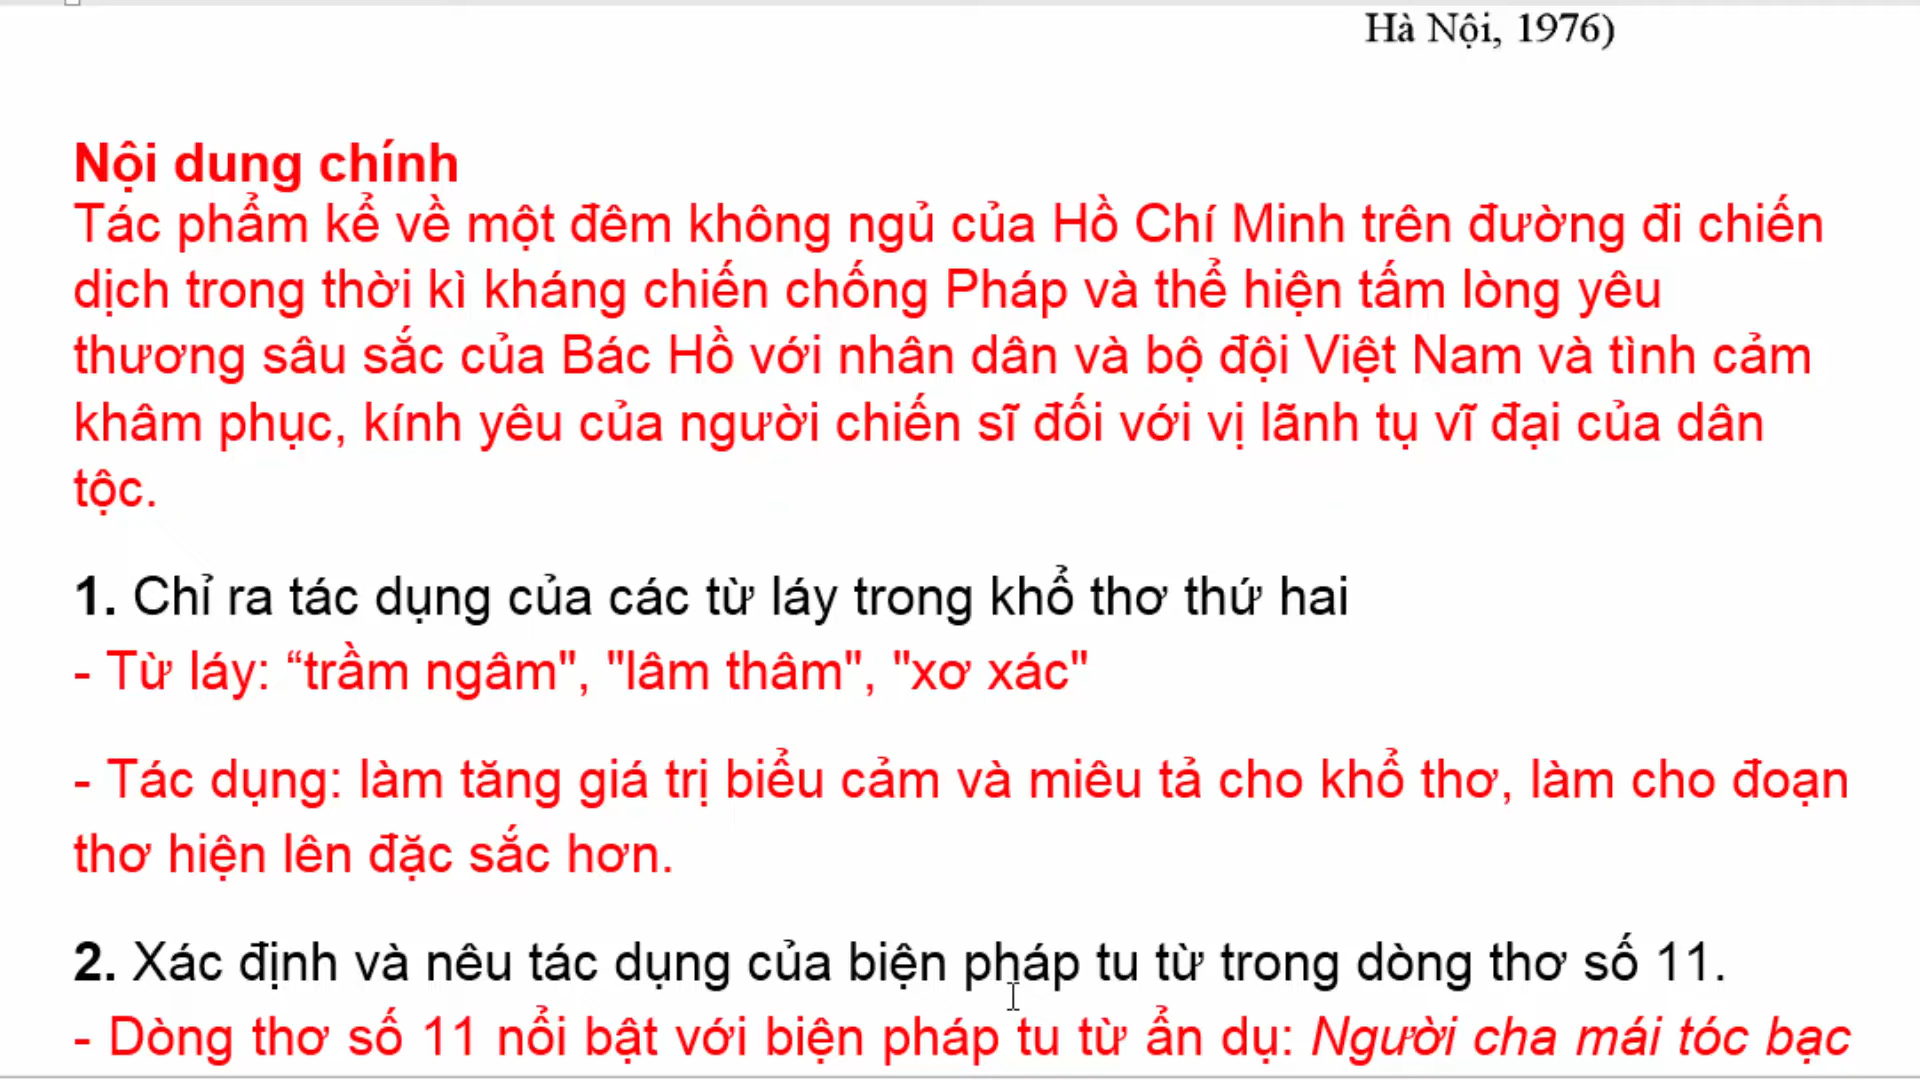 Hà Nội, 1976)
Nội dung chính
Tác phẩm kể về một đêm không ngủ của Hồ Chí Minh trên đường đi chiến
dịch trong thời kì kháng chiến chống Pháp và thể hiện tấm lòng yêu
thương sâu sắc của Bác Hồ với nhân dân và bộ đội Việt Nam và tình cảm
khâm phục, kính yêu của người chiến sĩ đối với vị lãnh tụ vĩ đại của dân
tộc.
1. Chỉ ra tác dụng của các từ láy trong khổ thơ thứ hai
- Từ láy: “trầm ngâm", "lâm thâm", "xơ xác"
- Tác dụng: làm tăng giá trị biểu cảm và miêu tả cho khổ thơ, làm cho đoạn
thơ hiện lên đặc sắc hơn.
2. Xác định và nêu tác dụng của biện pháp tu từ trong dòng thơ số 11.
- Dòng thơ số 11 nổi bật với biện pháp tu từ ẩn dụ: Người cha mái tóc bạc